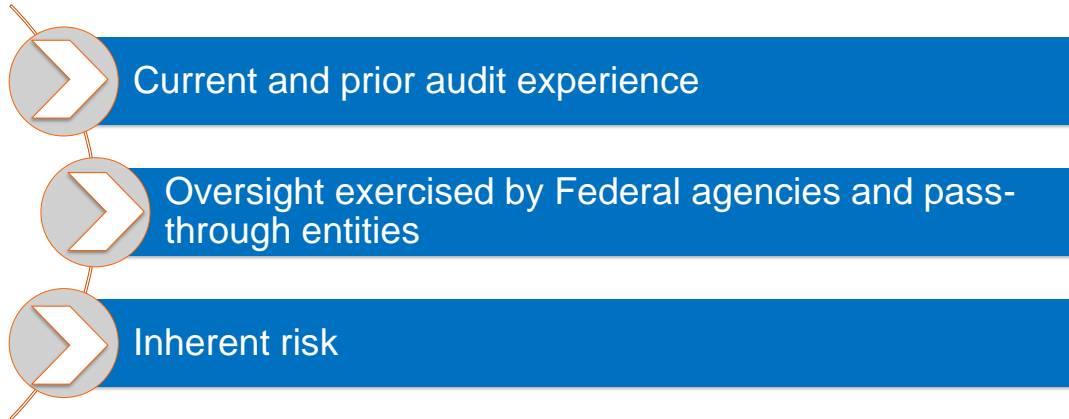 Current and prior audit experience
Oversight exercised by Federal agencies and pass-
through entities
Inherent risk